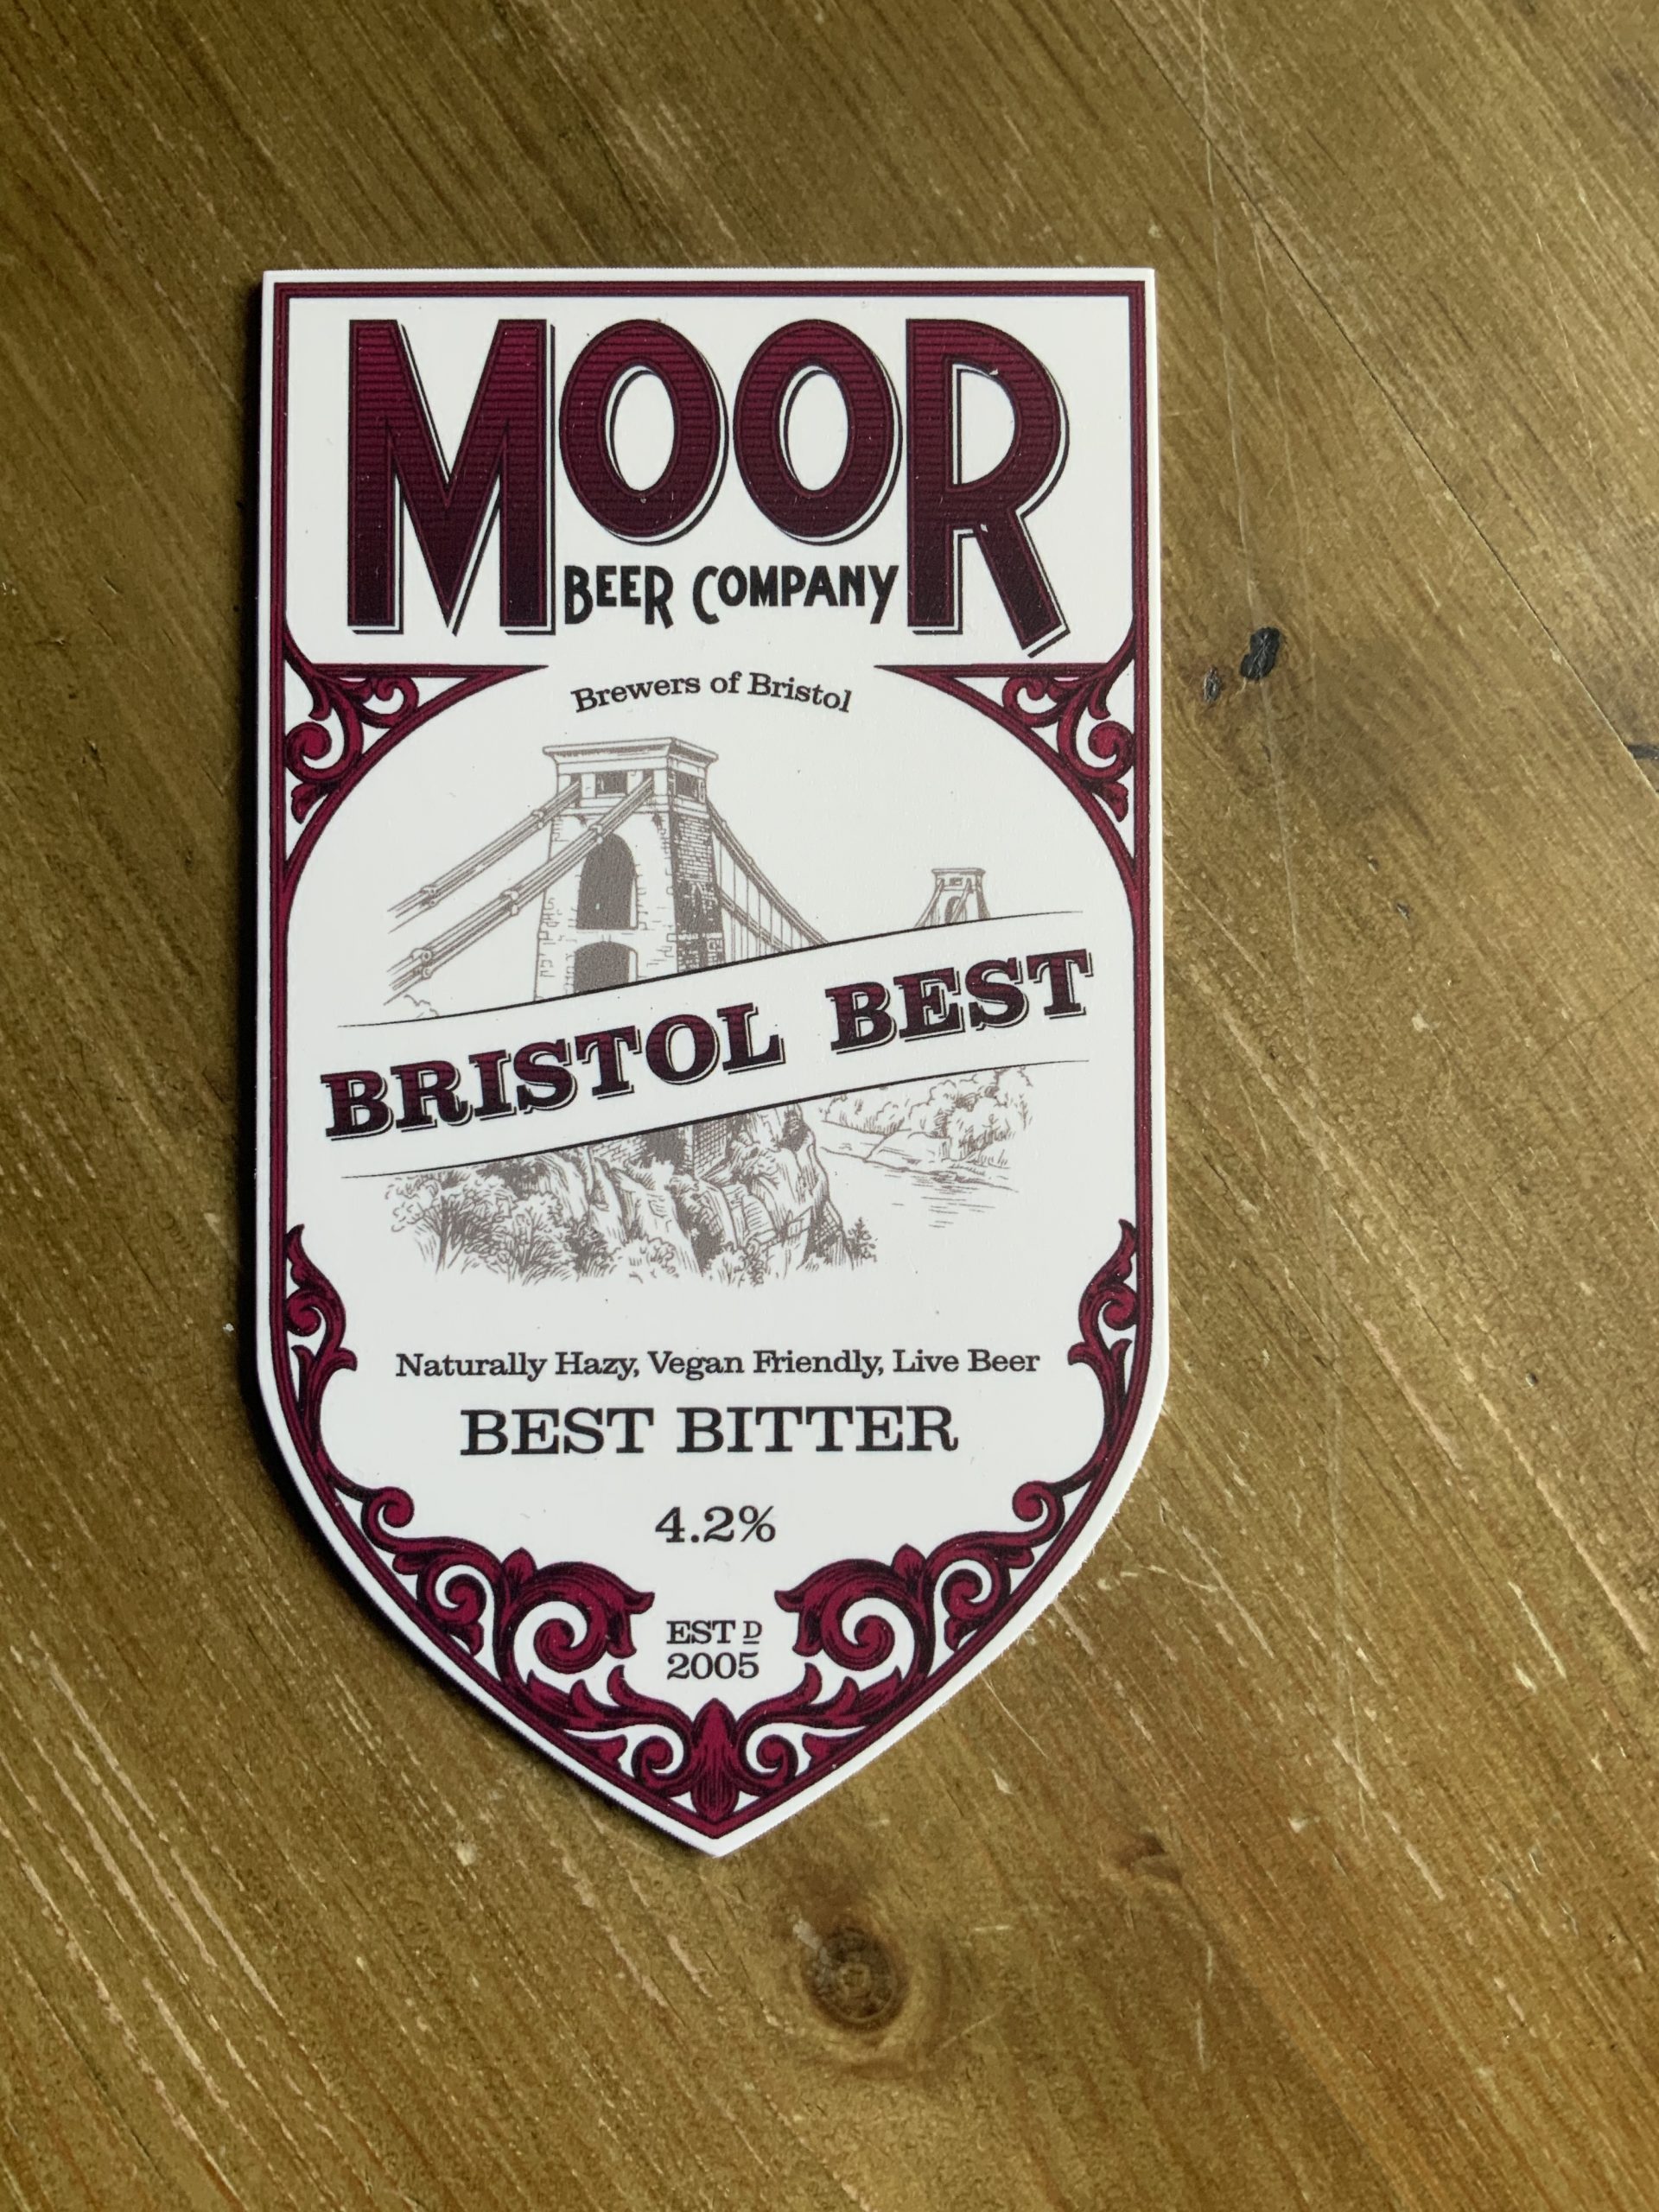 MOOR
BEER COMPANY
Brewers of Bristol
BRISTOL BEST
Naturally Hazy, Vegan Friendly, Live Beer
BEST BITTER
4.2%
ESTD
2005